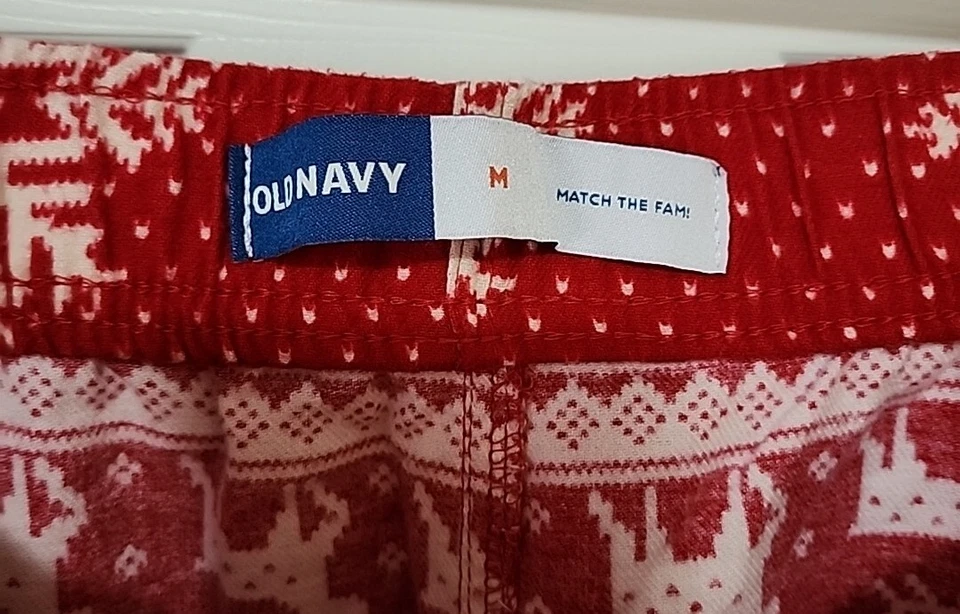 OLD NAVY
M
MATCH THE FAM!